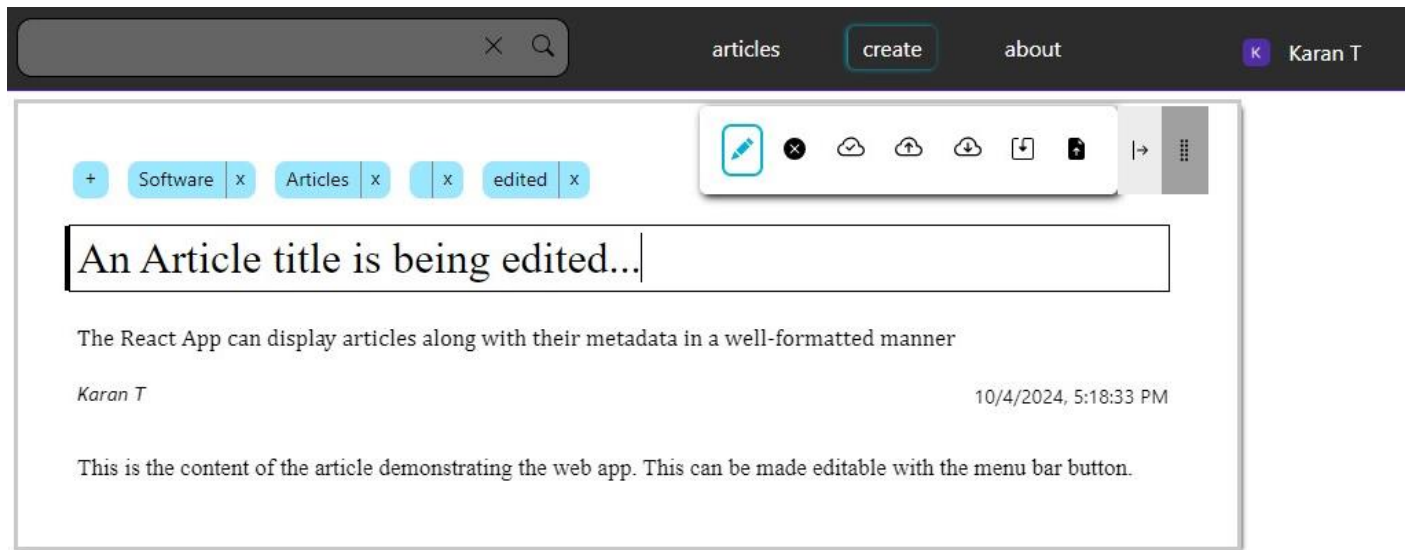 articles create about K Karan T
+ Software x Articles x x edited x
An Article title is being edited...
The React App can display articles along with their metadata in a well-formatted manner
Karan T 10/4/2024, 5:18:33 PM
This is the content of the article demonstrating the web app. This can be made editable with the menu bar button.